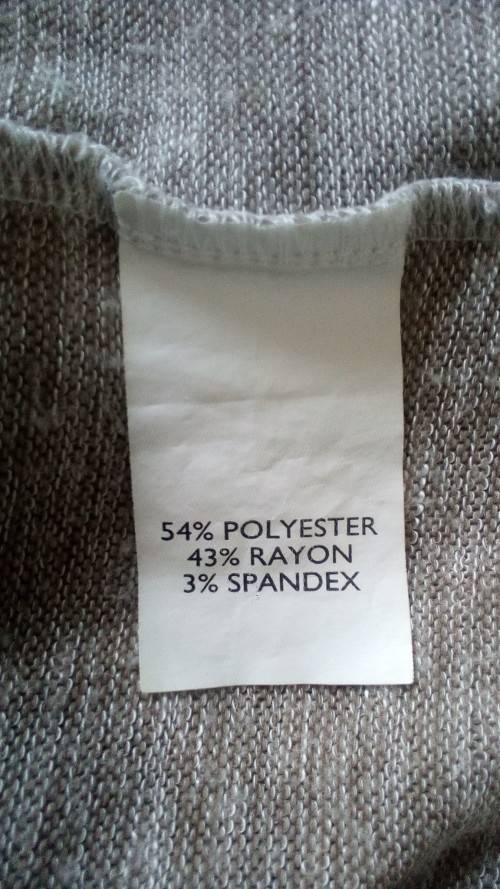 54% POLYESTER
43% RAYON
3% SPANDEX